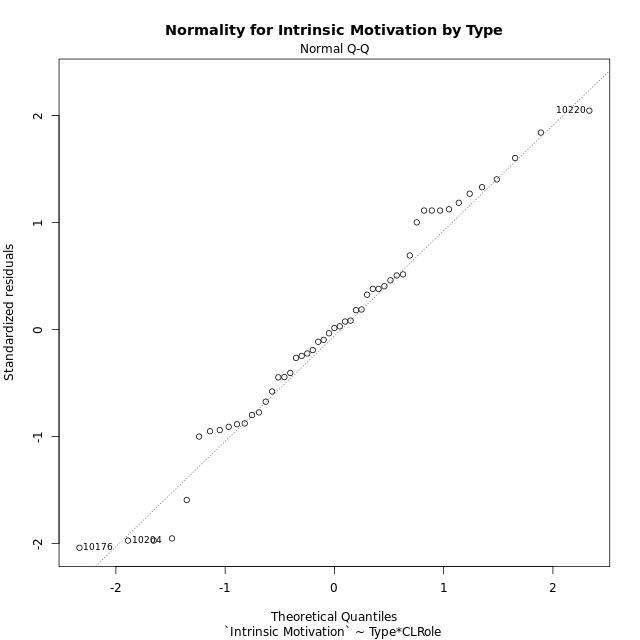 Normality for Intrinsic Motivation by Type
Normal Q-Q
Standardized residuals
2
1
0
-1
-2
10220
10176
10204
-2 -1 0 1 2
Theoretical Quantiles
`Intrinsic Motivation` ~ Type*CLRole